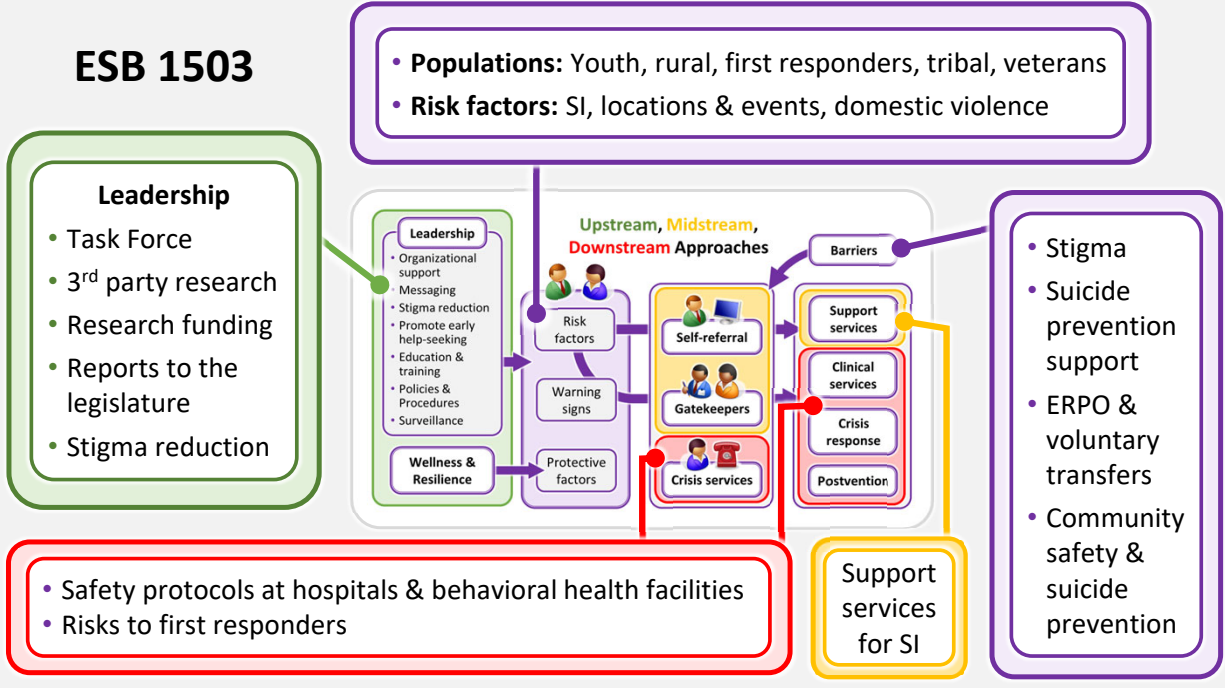 ESB 1503
• Populations: Youth, rural, first responders, tribal, veterans
• Risk factors: SI, locations & events, domestic violence
Leadership
• Task Force
• 3rd party research
• Research funding
• Reports to the
legislature
• Stigma reduction
Upstream, Midstream,
Downstream Approaches
Leadership
• Organizational
support
• Messaging
• Stigma reduction
• Promote early
help-seeking
• Education &
training
• Policies &
Procedures
• Surveillance
Wellness &
Resilience
Risk
factors
Warning
signs
Protective
factors
Self-referral
Gatekeepers
Crisis services
Barriers
Support
services
Clinical
services
Crisis
response
Postvention
• Stigma
• Suicide
prevention
support
• ERPO &
voluntary
transfers
• Community
safety &
suicide
prevention
• Safety protocols at hospitals & behavioral health facilities
• Risks to first responders
Support
services
for SI